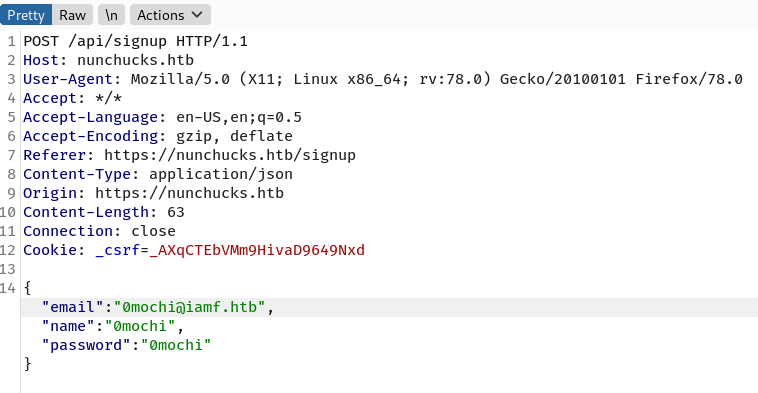 Pretty Raw \n Actions
1 POST /api/signup HTTP/1.1
2 Host: nunchucks.htb
3 User-Agent: Mozilla/5.0 (X11; Linux x86_64; rv:78.0) Gecko/20100101 Firefox/78.0
4 Accept: */*
5 Accept-Language: en-US,en;q=0.5
6 Accept-Encoding: gzip, deflate
7 Referer: https://nunchucks.htb/signup
8 Content-Type: application/json
9 Origin: https://nunchucks.htb
10 Content-Length: 63
11 Connection: close
12 Cookie: _csrf=_AXqCTEbVMm9HivaD9649Nxd
13
14 {
"email":"0mochi@iamf.htb",
"name":"0mochi",
"password":"0mochi"
}